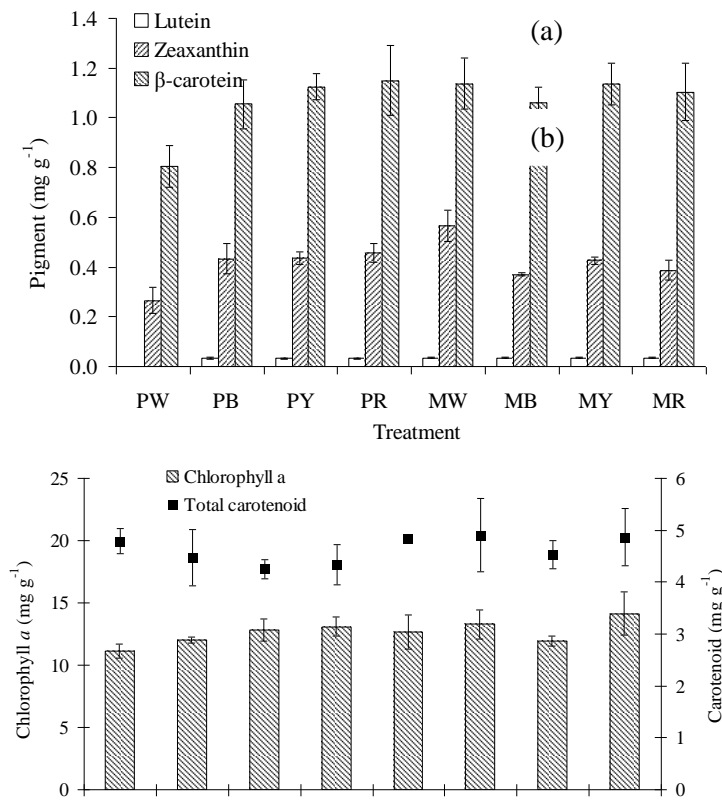 Lutein
Zeaxanthin
β-carotein
(a)
(b)
Pigment (mg g-1)
1.4
1.2
1.0
0.8
0.6
0.4
0.2
0.0
PW PB PY PR MW MB MY MR
Treatment
Chlorophyll a
Total carotenoid
Chlorophyll a (mg g-1)
25
20
15
10
5
0
6
5
4
3
2
1
0
Carotenoid (mg g-1)